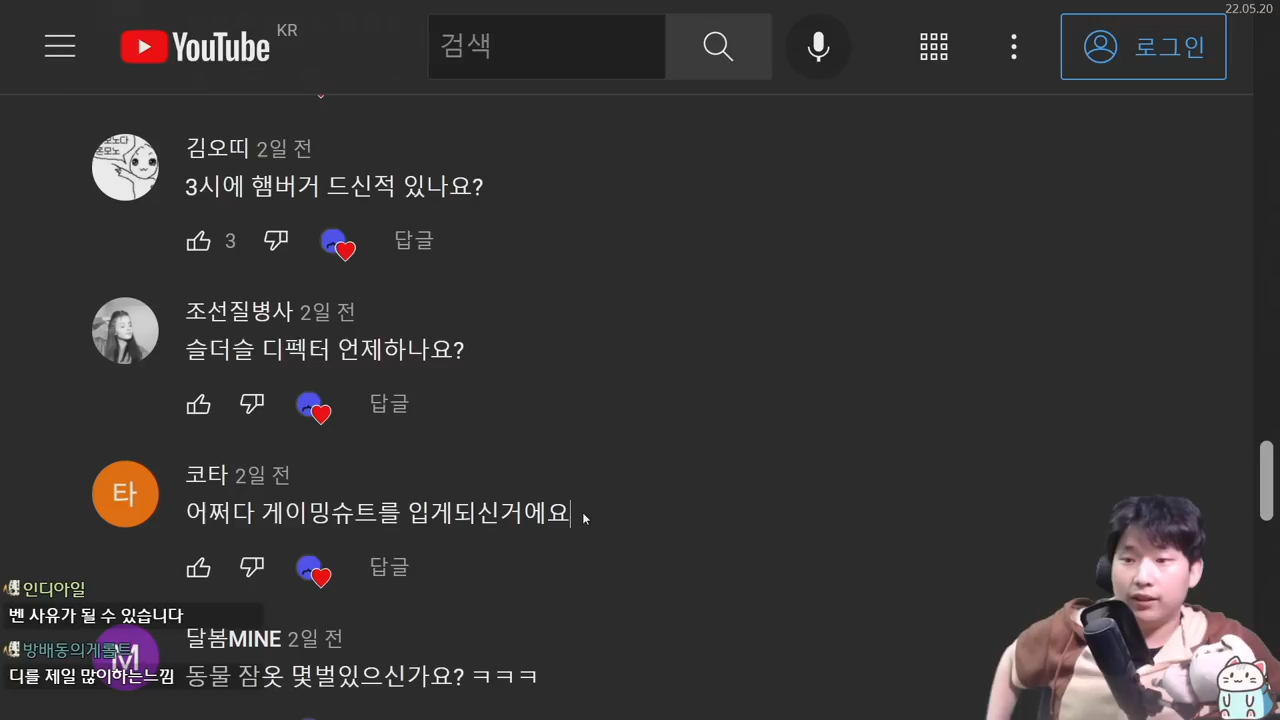 22.05.20
YouTube KR
검색
로그인
김오띠 2일 전
3시에 햄버거 드신적 있나요?
3
답글
조선질병사 2일 전
슬더슬 디펙터 언제하나요?
답글
타
코타 2일 전
어쩌다 게이밍슈트를 입게되신거에요
답글
인디아일
벤 사유가 될 수 있습니다
방배동의게롤트
디를 제일 많이하는느낌
M
달봄MINE 2일 전
동물 잠옷 몇벌있으신가요? ㅋㅋㅋ